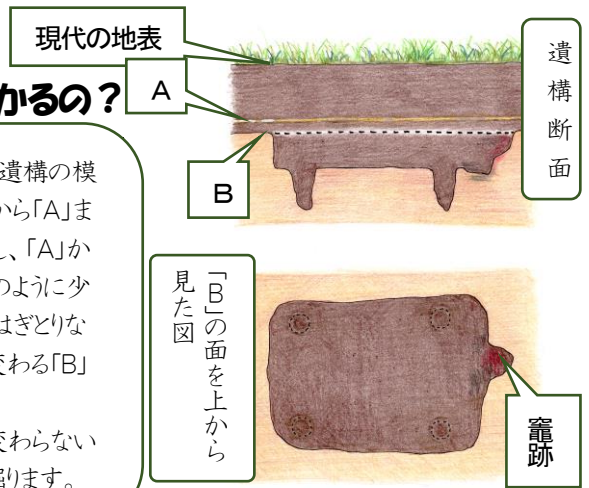 現代の地表
かるの？
A
B
遺構断面
遺構の模
から「A」ま
し、「A」か
のように少
はぎとりな
変わる「B」
変わらない
掘ります。
「B」の面を上から
見た図
竈跡